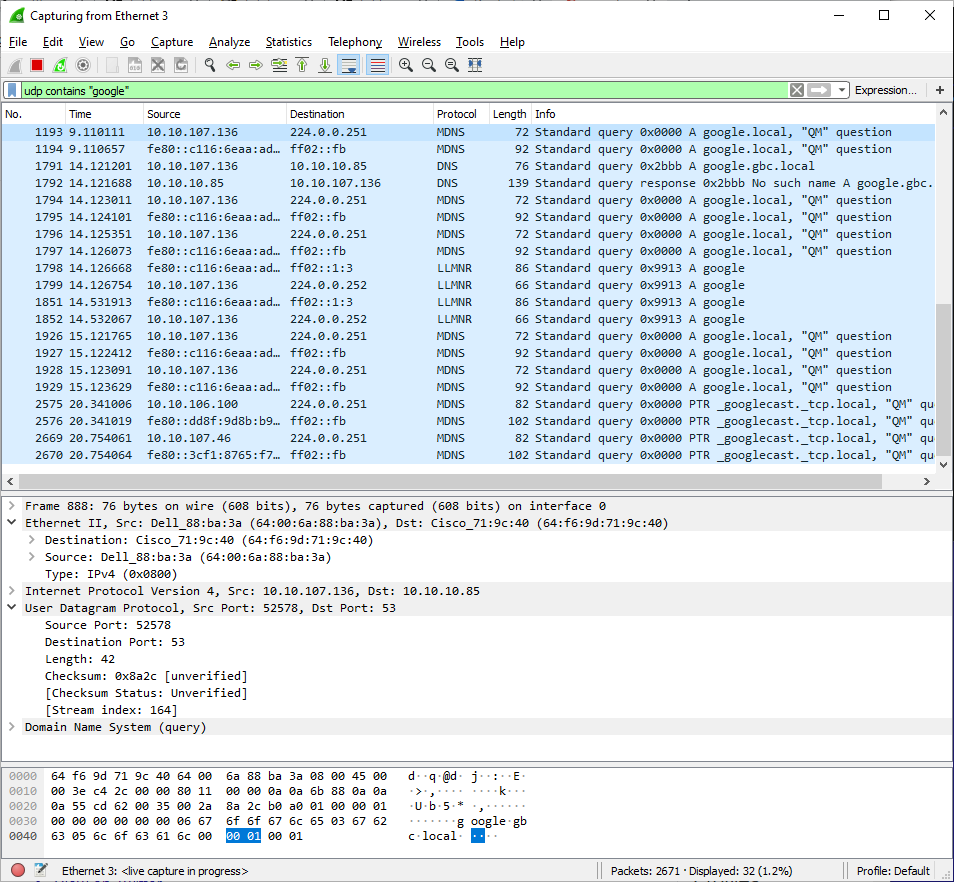 Capturing from Ethernet 3
File Edit View Go Capture Analyze Statistics Telephony Wireless Tools Help
udp contains "google" Expression... +
No. Time Source Destination Protocol Length Info
1193 9.110111 10.10.107.136 224.0.0.251 MDNS 72 Standard query 0x0000 A google.local, "QM" question
1194 9.110657 fe80::c116:6eaa:ad… ff02::fb MDNS 92 Standard query 0x0000 A google.local, "QM" question
1791 14.121201 10.10.107.136 10.10.10.85 DNS 76 Standard query 0x2bbb A google.gbc.local
1792 14.121688 10.10.10.85 10.10.107.136 DNS 139 Standard query response 0x2bbb No such name A google.gbc.
1794 14.123011 10.10.107.136 224.0.0.251 MDNS 72 Standard query 0x0000 A google.local, "QM" question
1795 14.124101 fe80::c116:6eaa:ad… ff02::fb MDNS 92 Standard query 0x0000 A google.local, "QM" question
1796 14.125351 10.10.107.136 224.0.0.251 MDNS 72 Standard query 0x0000 A google.local, "QM" question
1797 14.126073 fe80::c116:6eaa:ad… ff02::fb MDNS 92 Standard query 0x0000 A google.local, "QM" question
1798 14.126668 fe80::c116:6eaa:ad… ff02::1:3 LLMNR 86 Standard query 0x9913 A google
1799 14.126754 10.10.107.136 224.0.0.252 LLMNR 66 Standard query 0x9913 A google
1851 14.531913 fe80::c116:6eaa:ad… ff02::1:3 LLMNR 86 Standard query 0x9913 A google
1852 14.532067 10.10.107.136 224.0.0.252 LLMNR 66 Standard query 0x9913 A google
1926 15.121765 10.10.107.136 224.0.0.251 MDNS 72 Standard query 0x0000 A google.local, "QM" question
1927 15.122412 fe80::c116:6eaa:ad… ff02::fb MDNS 92 Standard query 0x0000 A google.local, "QM" question
1928 15.123091 10.10.107.136 224.0.0.251 MDNS 72 Standard query 0x0000 A google.local, "QM" question
1929 15.123629 fe80::c116:6eaa:ad… ff02::fb MDNS 92 Standard query 0x0000 A google.local, "QM" question
2575 20.341006 10.10.106.100 224.0.0.251 MDNS 82 Standard query 0x0000 PTR _googlecast._tcp.local, "QM" qu
2576 20.341019 fe80::dd8f:9d8b:b9… ff02::fb MDNS 102 Standard query 0x0000 PTR _googlecast._tcp.local, "QM" qu
2669 20.754061 10.10.107.46 224.0.0.251 MDNS 82 Standard query 0x0000 PTR _googlecast._tcp.local, "QM" qu
2670 20.754064 fe80::3cf1:8765:f7… ff02::fb MDNS 102 Standard query 0x0000 PTR _googlecast._tcp.local, "QM" qu
Frame 888: 76 bytes on wire (608 bits), 76 bytes captured (608 bits) on interface 0
Ethernet II, Src: Dell_88:ba:3a (64:00:6a:88:ba:3a), Dst: Cisco_71:9c:40 (64:f6:9d:71:9c:40)
Destination: Cisco_71:9c:40 (64:f6:9d:71:9c:40)
Source: Dell_88:ba:3a (64:00:6a:88:ba:3a)
Type: IPv4 (0x0800)
Internet Protocol Version 4, Src: 10.10.107.136, Dst: 10.10.10.85
User Datagram Protocol, Src Port: 52578, Dst Port: 53
Source Port: 52578
Destination Port: 53
Length: 42
Checksum: 0x8a2c [unverified]
[Checksum Status: Unverified]
[Stream index: 164]
Domain Name System (query)
0000 64 f6 9d 71 9c 40 64 00 6a 88 ba 3a 08 00 45 00 d··q·@d· j··:··E·
0010 00 3e c4 2c 00 00 80 11 00 00 0a 0a 6b 88 0a 0a ·>·,···· ····k···
0020 0a 55 cd 62 00 35 00 2a 8a 2c b0 a0 01 00 00 01 ·U·b·5·* ·,······
0030 00 00 00 00 00 00 06 67 6f 6f 67 6c 65 03 67 62 ·······g oogle·gb
0040 63 05 6c 6f 63 61 6c 00 00 01 00 01 c·local· ····
Ethernet 3: <live capture in progress> Packets: 2671 · Displayed: 32 (1.2%) Profile: Default